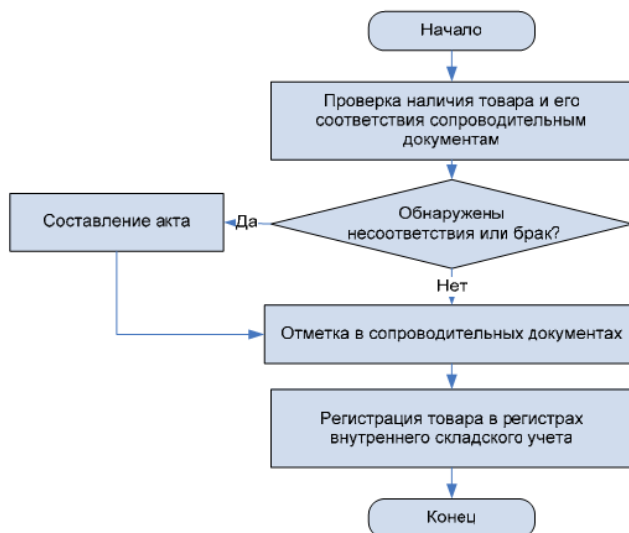 Начало
Проверка наличия товара и его
соответствия сопроводительным
документам
Обнаружены
несоответствия или брак?
Да
Составление акта
Нет
Отметка в сопроводительных документах
Регистрация товара в регистрах
внутреннего складского учета
Конец